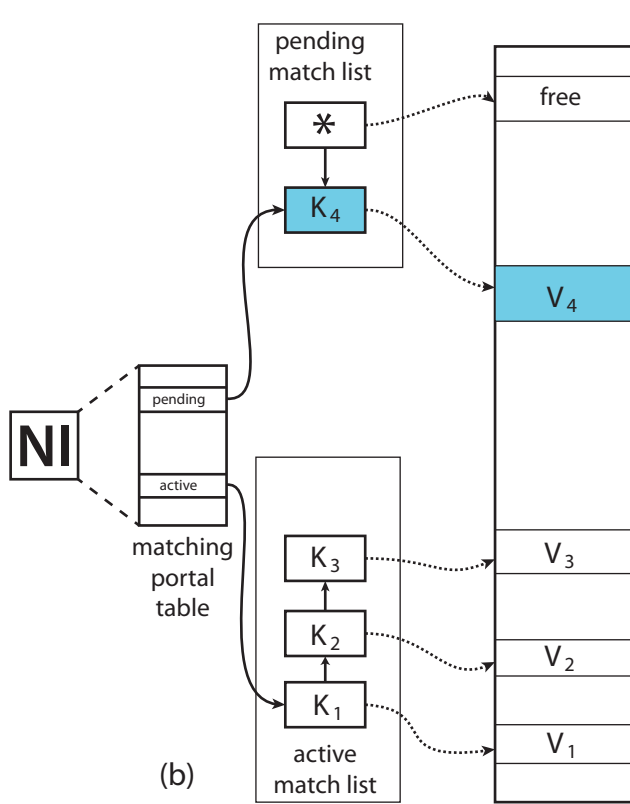 pending
match list
*
free
K4
V4
pending
NI
active
matching
portal
table
K3
V3
K2
V2
K1
V1
active
match list
(b)